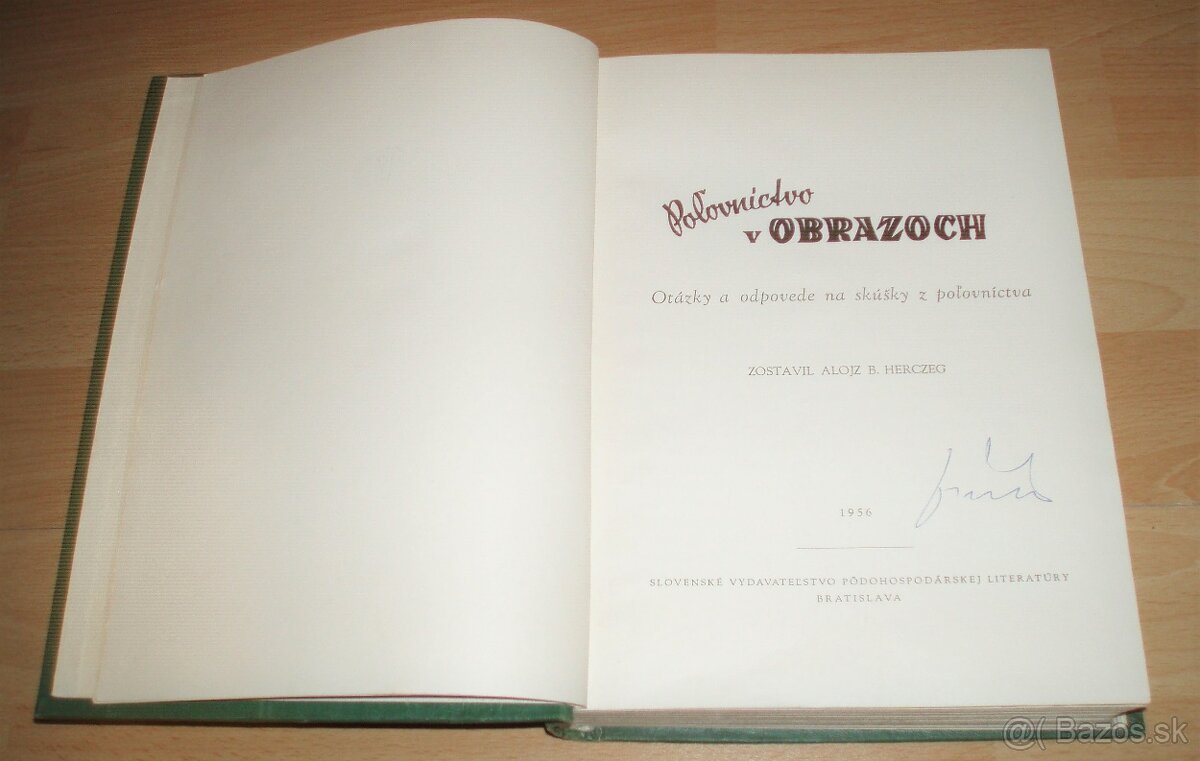 Poľovníctvo
v OBRAZOCH
Otázky a odpovede na skúšky z poľovníctva
ZOSTAVIL ALOJZ B. HERCZEG
1956
SLOVENSKÉ VYDAVATEĽSTVO PÔDOHOSPODÁRSKEJ LITERATÚRY
BRATISLAVA
@( Bazos.sk